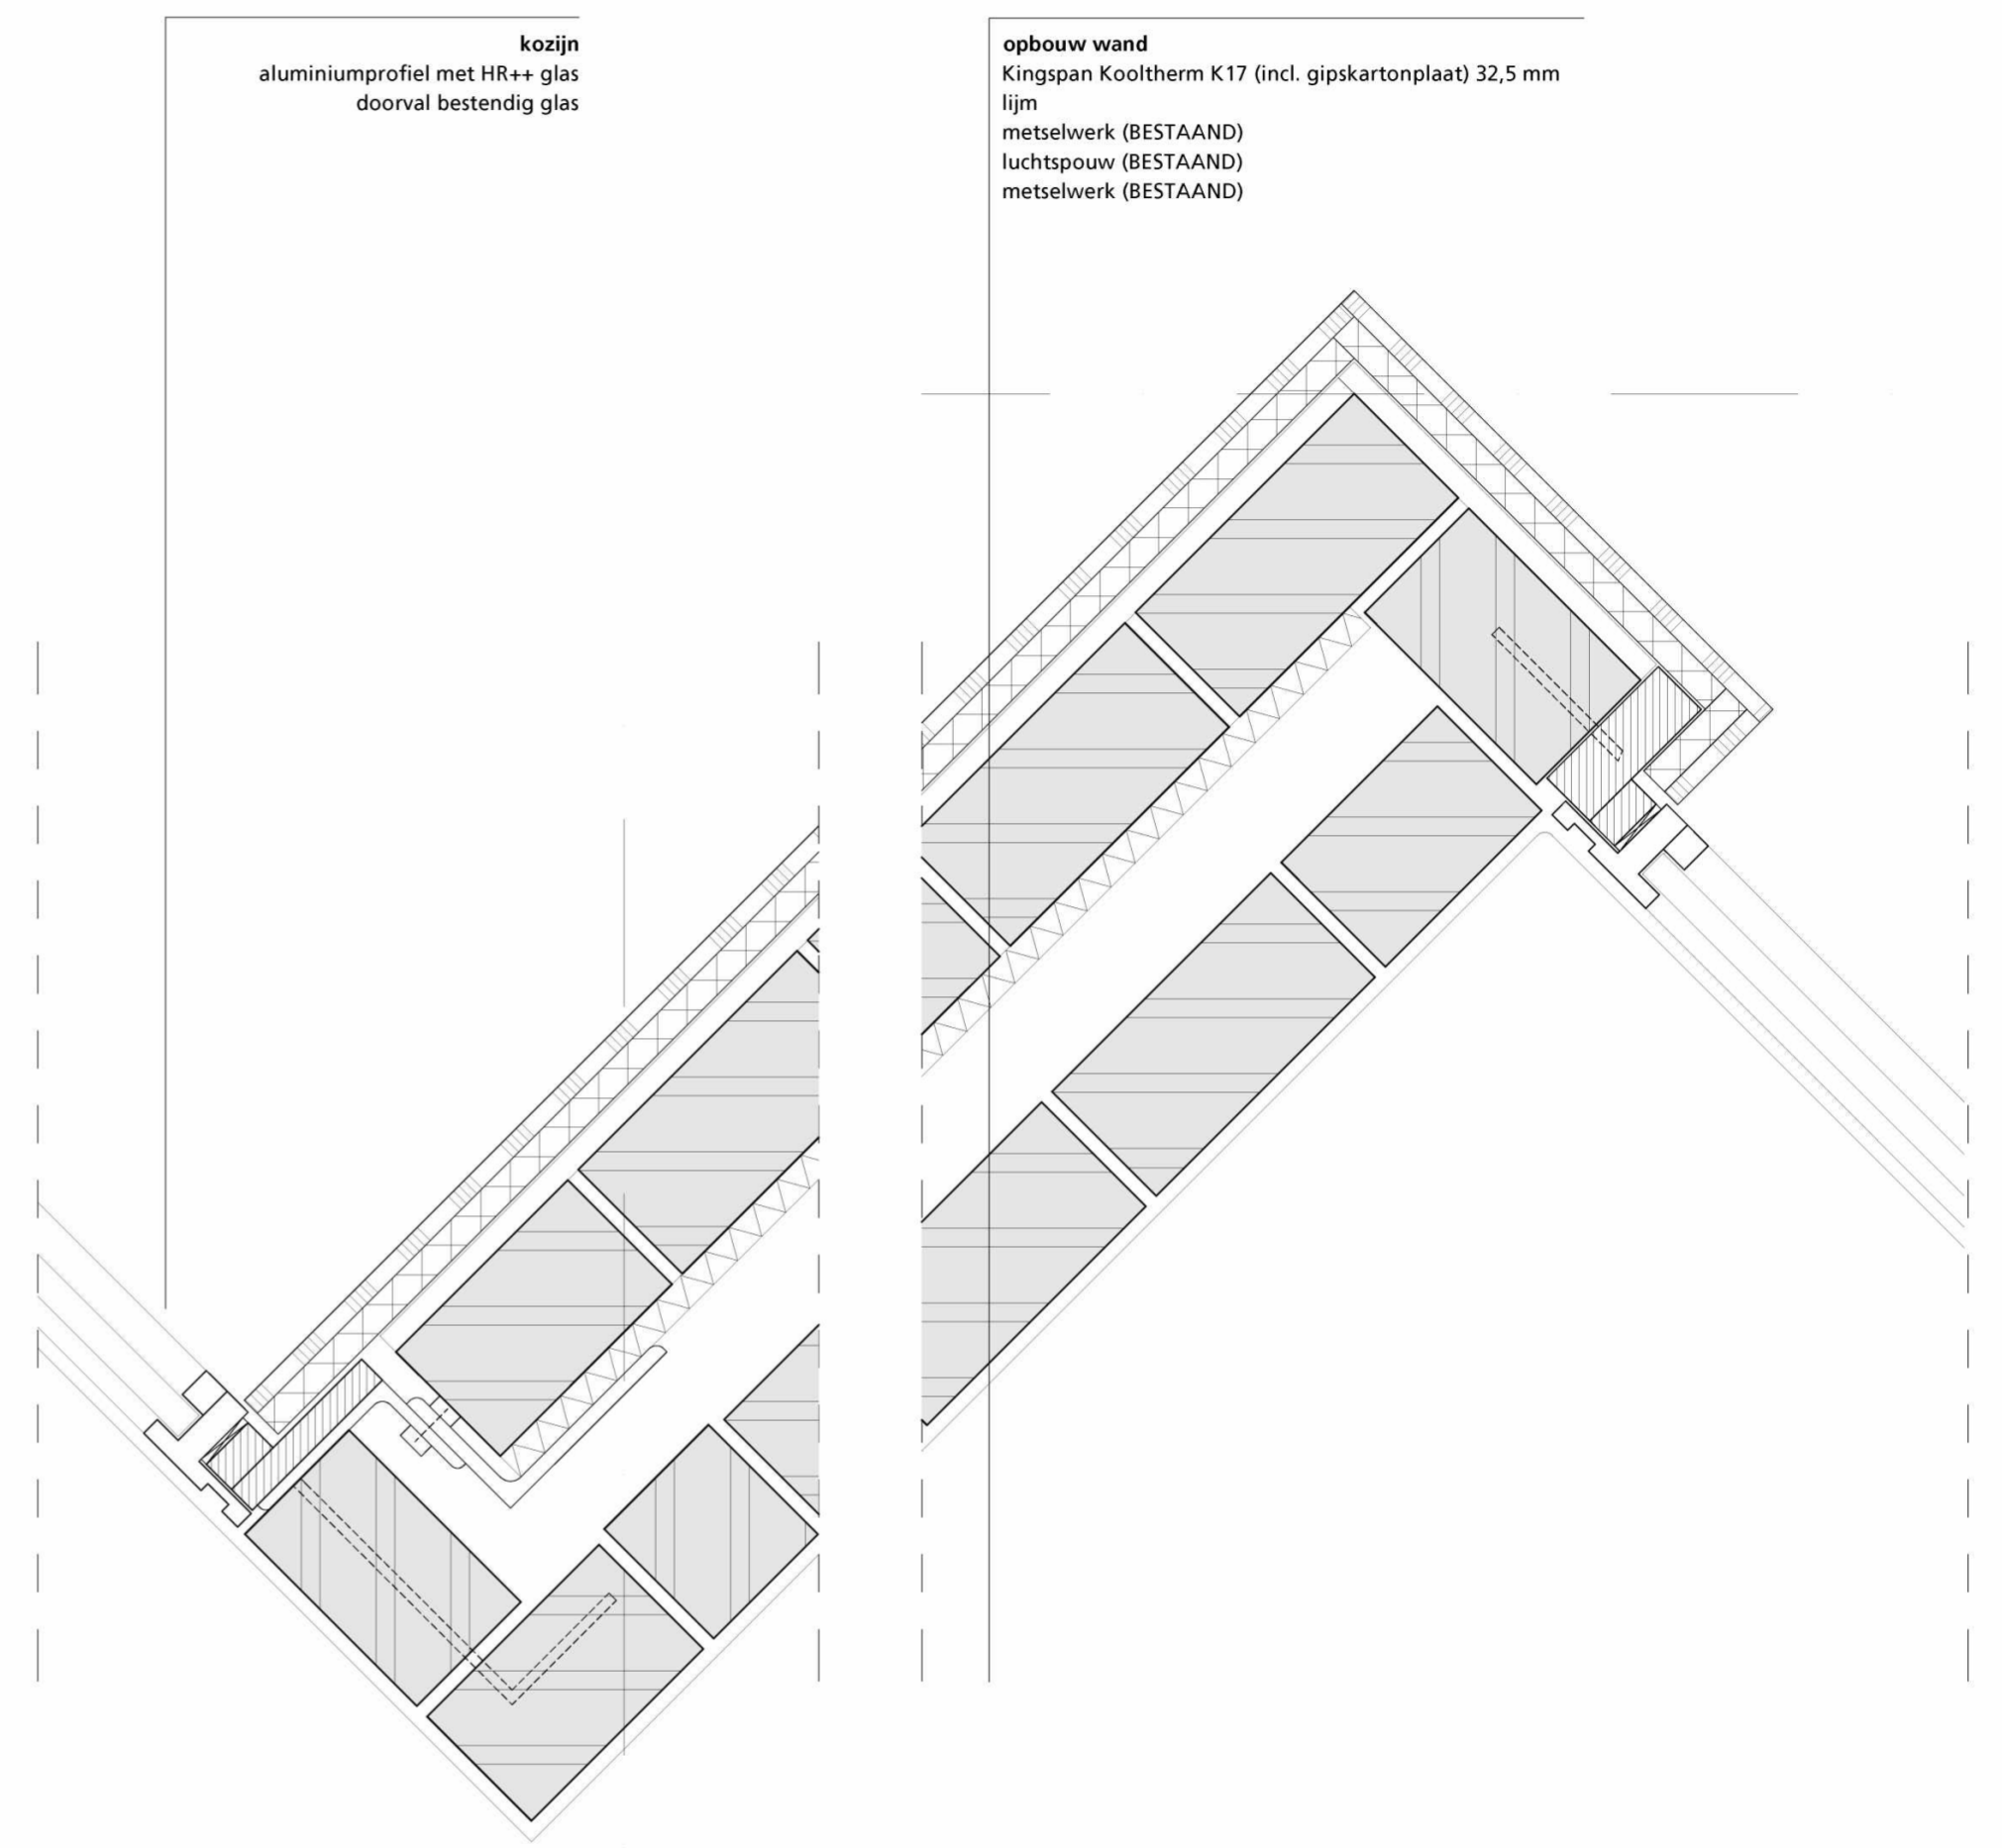 kozijn
aluminiumprofiel met HR++ glas
doorval bestendig glas
opbouw wand
Kingspan Kooltherm K17 (incl. gipskartonplaat) 32,5 mm
lijm
metselwerk (BESTAAND)
luchtspouw (BESTAAND)
metselwerk (BESTAAND)